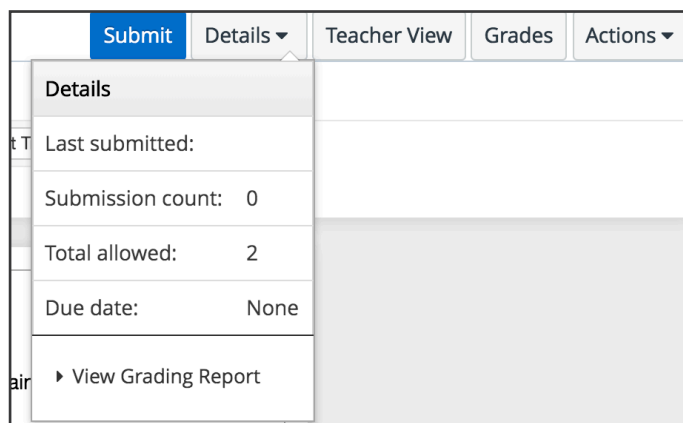 Submit Details Teacher View Grades Actions
Details
t T
Last submitted:
Submission count: 0
Total allowed: 2
Due date: None
air
View Grading Report